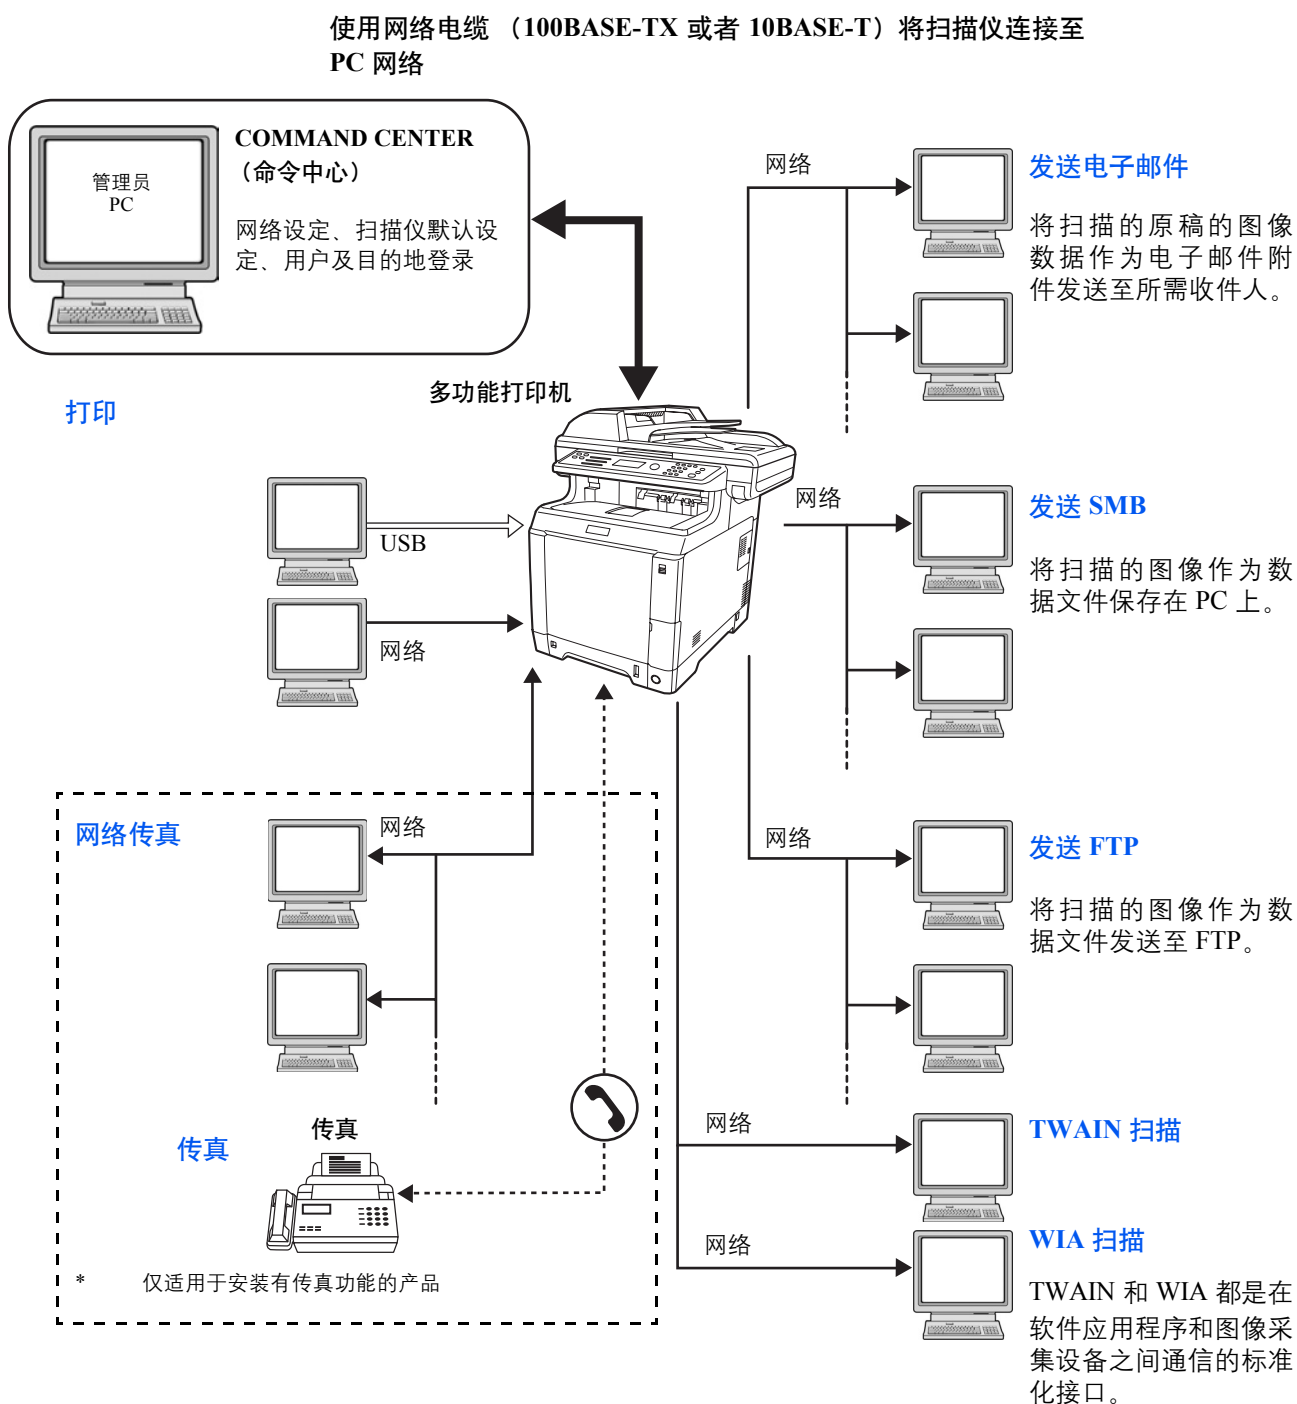 使用网络电缆 （100BASE-TX 或者 10BASE-T）将扫描仪连接至
PC 网络
管理员
PC
COMMAND CENTER
（命令中心）
网络设定、扫描仪默认设
定、用户及目的地登录
网络
发送电子邮件
将扫描的原稿的图像
数据作为电子邮件附
件发送至所需收件人。
多功能打印机
打印
USB
网络
网络
发送 SMB
将扫描的图像作为数
据文件保存在 PC 上。
网络传真
网络
网络
发送 FTP
将扫描的图像作为数
据文件发送至 FTP。
传真
传真
* 仅适用于安装有传真功能的产品
网络
TWAIN 扫描
网络
WIA 扫描
TWAIN 和 WIA 都是在
软件应用程序和图像采
集设备之间通信的标准
化接口。